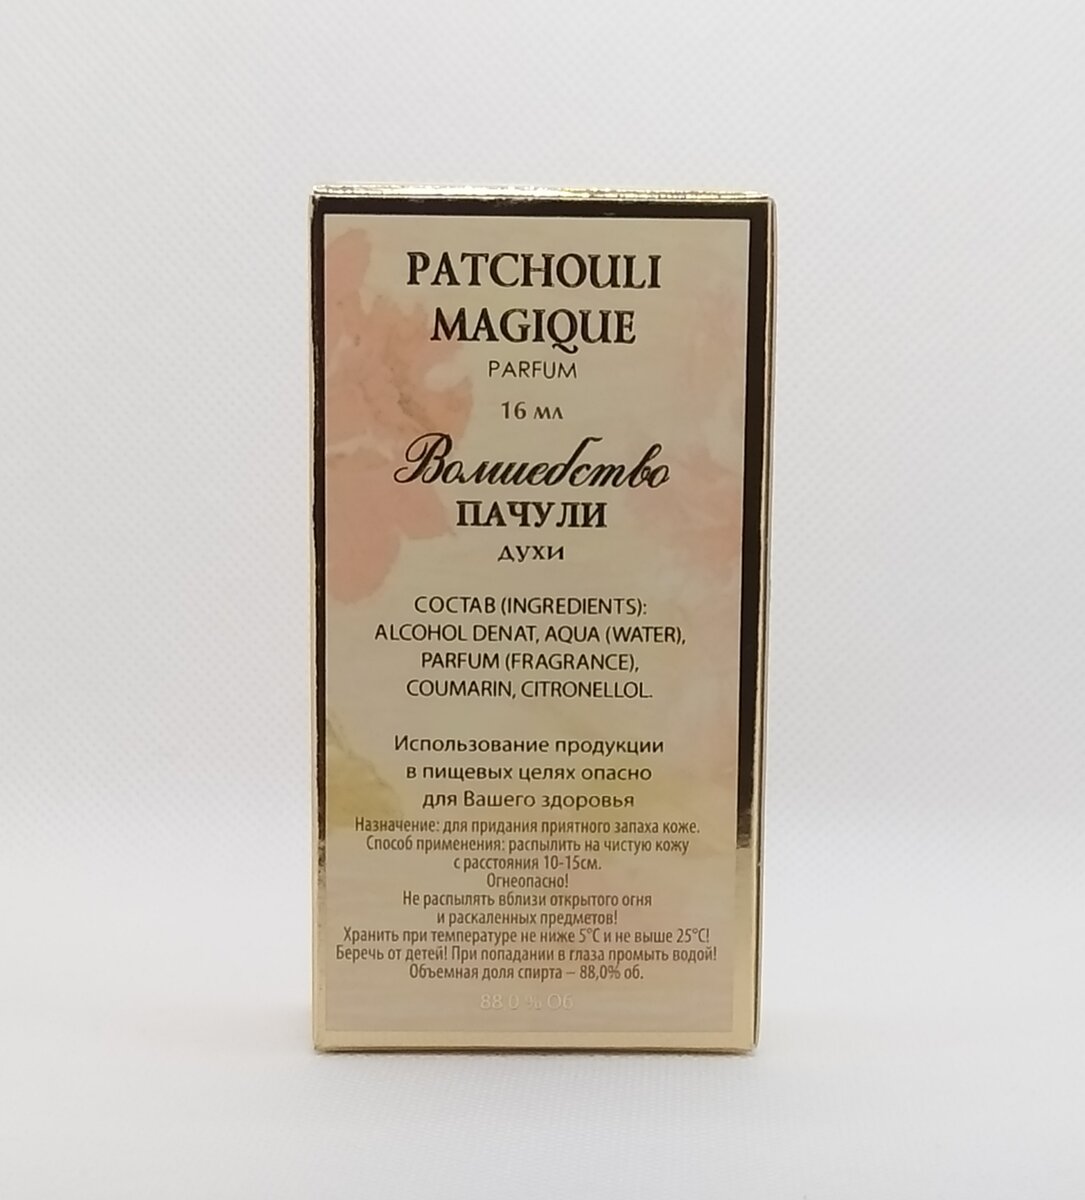 PATCHOULI
MAGIQUE
PARFUM
16 мл
Волшебство
ПАЧУЛИ
ДУХИ
СОСТАВ (INGREDIENTS):
ALCOHOL DENAT, AQUA (WATER),
PARFUM (FRAGRANCE),
COUMARIN, CITRONELLOL.
Использование продукции
в пищевых целях опасно
для Вашего здоровья
Назначение: для придания приятного запаха коже.
Способ применения: распылить на чистую кожу
с расстояния 10-15см.
Огнеопасно!
Не распылять вблизи открытого огня
и раскаленных предметов!
Хранить при температуре не ниже 5°С и не выше 25°С!
Беречь от детей! При попадании в глаза промыть водой!
Объемная доля спирта – 88,0% об.
88 0 % Об